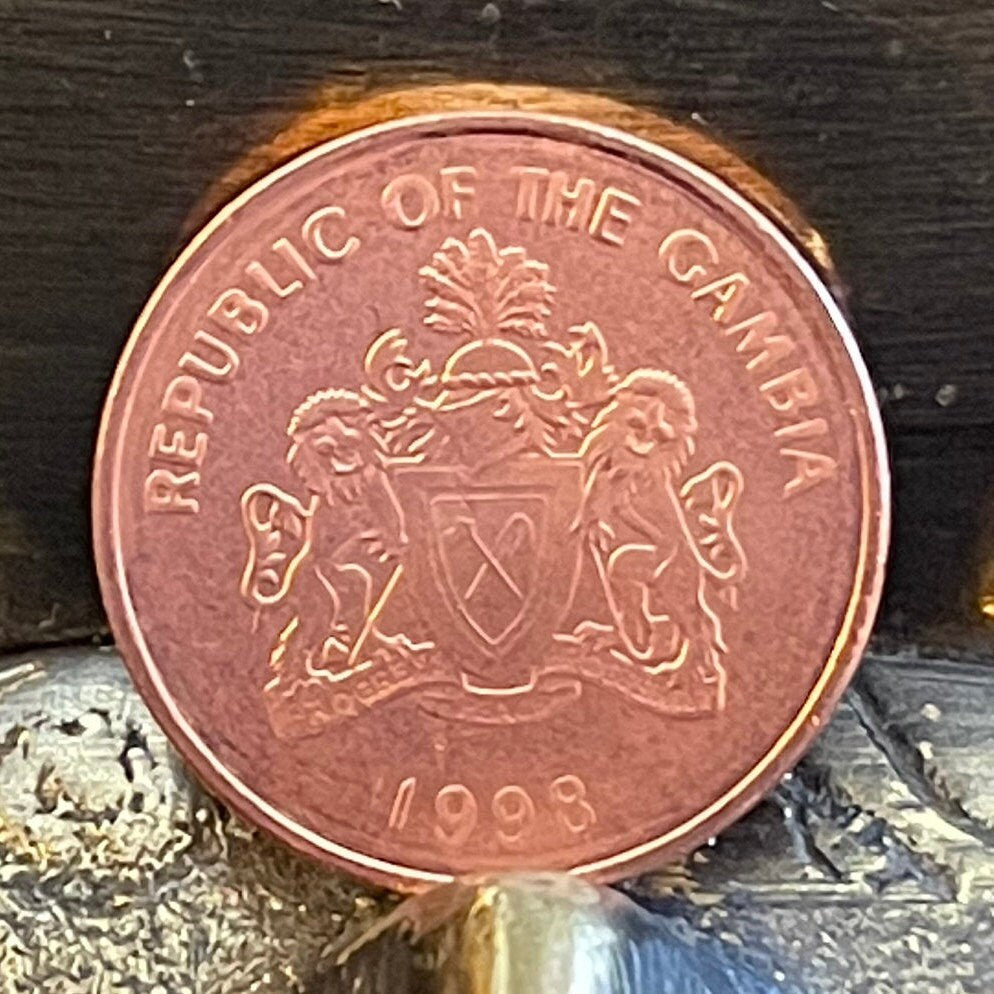 REPUBLIC OF THE GAMBIA
1998